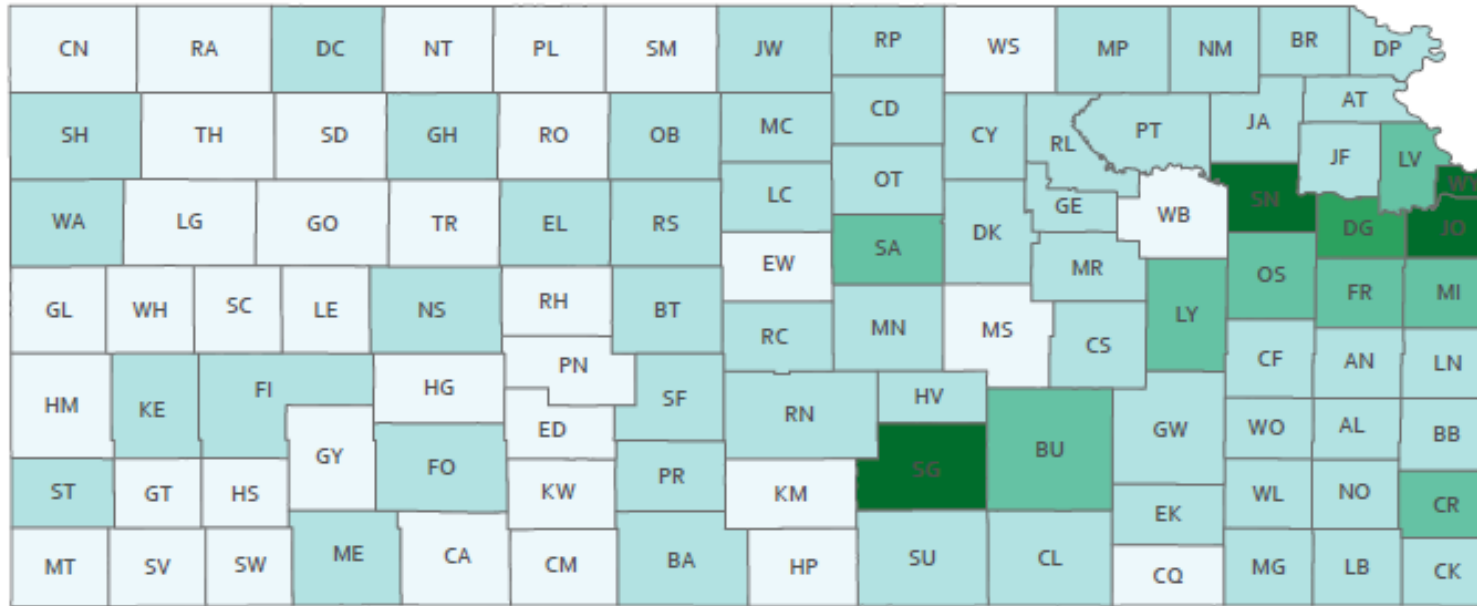 CN RA DC NT PL SM JW RP WS MP NM BR DP
SH TH SD GH RO OB MC CD CY RL PT JA AT
JF LV
WA LG GO TR EL RS LC OT DK GE WB SN
EW SA MR DG JO
GL WH SC LE NS RH BT RC MN MS CS LY OS FR MI
HM KE FI HG PN SF RN HV CF AN LN
GY ED BU GW WO AL BB
ST GT HS FO KW PR KM SG EK WL NO CR
MT SV SW ME CA CM BA HP SU CL CQ MG LB CK